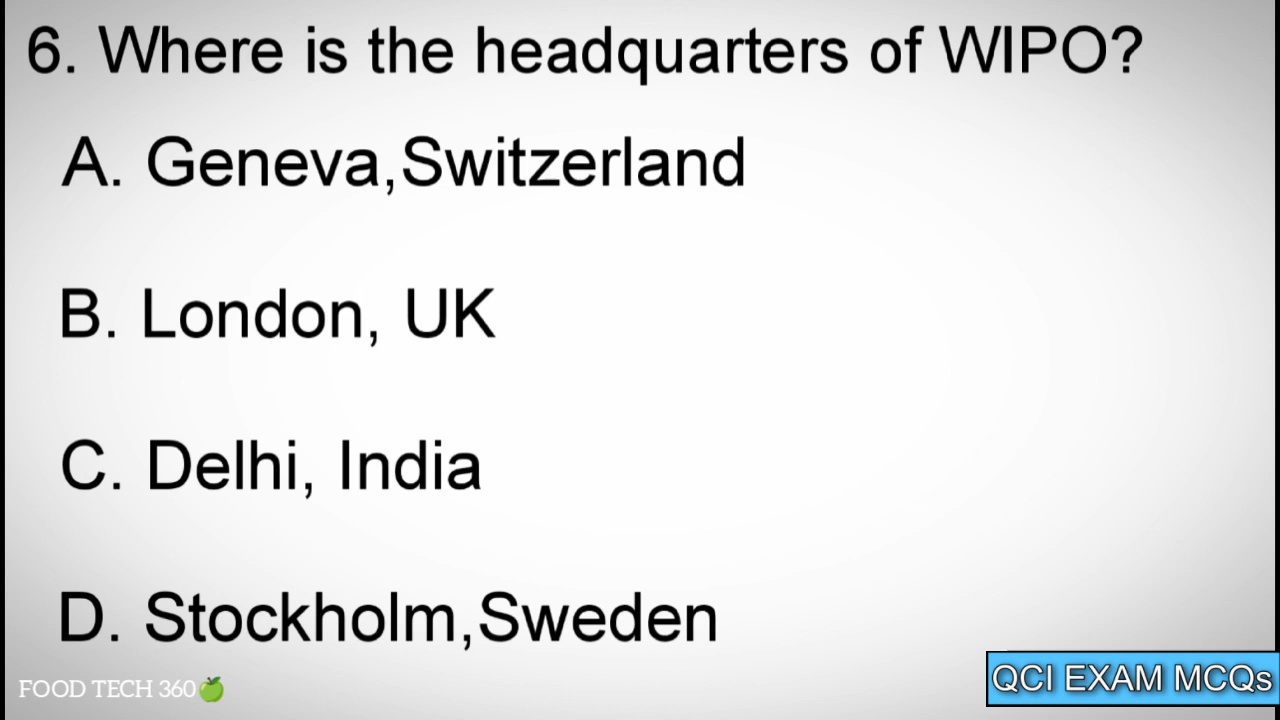 6. Where is the headquarters of WIPO?
A. Geneva,Switzerland
B. London, UK
C. Delhi, India
D. Stockholm,Sweden
FOOD TECH 360🍏
QCI EXAM MCQs